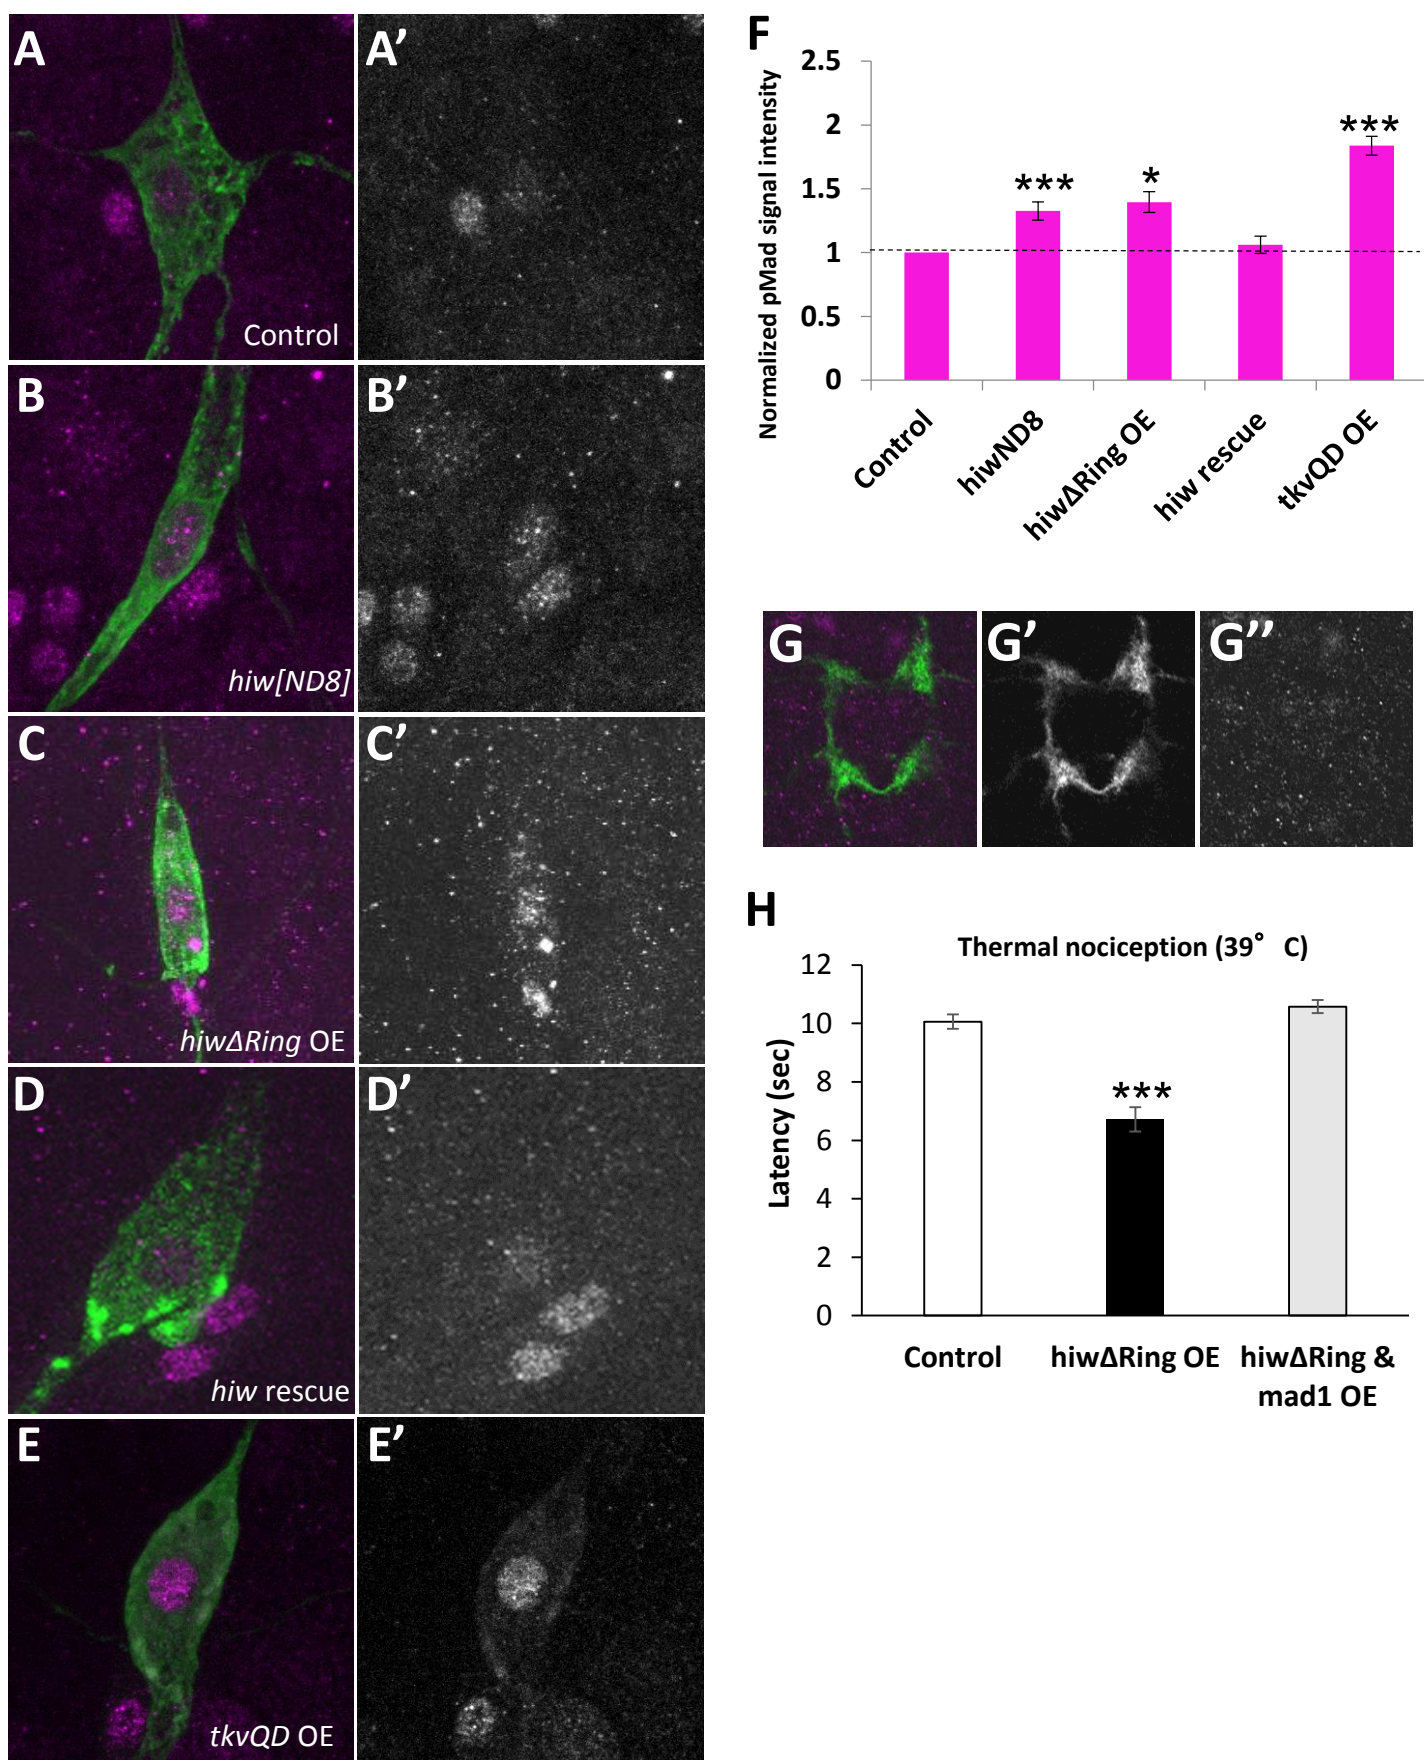 A
A’
Control
B
B’
hiw[ND8]
C
C’
hiwΔRing OE
D
D’
hiw rescue
E
E’
tkvQD OE
F
Normalized pMad signal intensity
2.5
2
1.5
1
0.5
0
***
*
***
Control
hiwND8
hiwΔRing OE
hiw rescue
tkvQD OE
G
G’
G’’
H
Thermal nociception (39° C)
Latency (sec)
12
10
8
6
4
2
0
***
Control
hiwΔRing OE
hiwΔRing &
mad1 OE